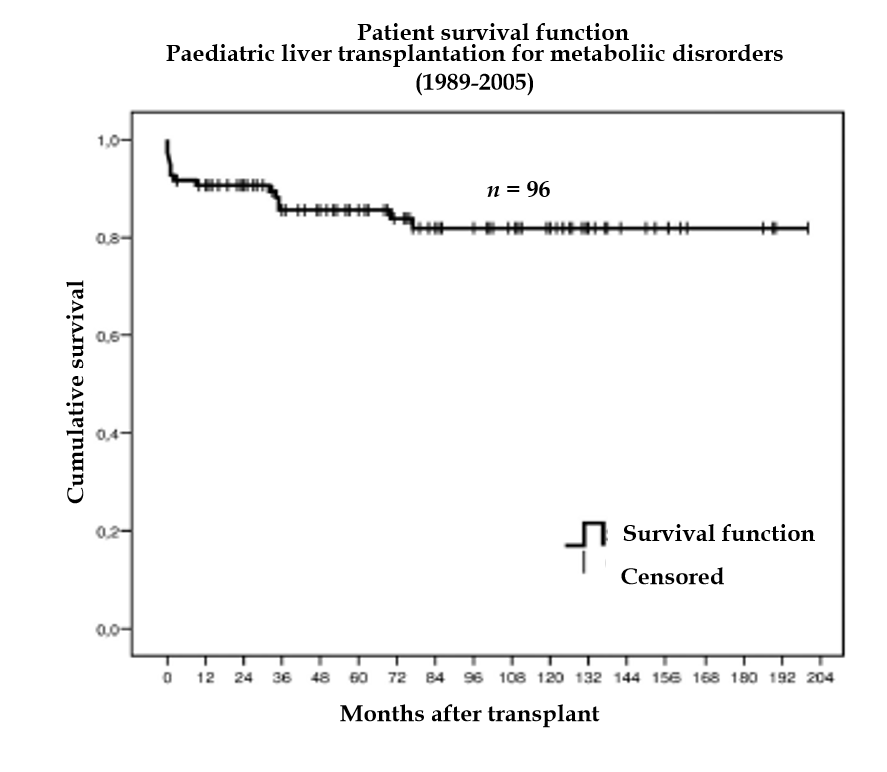 Patient survival function
Paediatric liver transplantation for metaboliic disrorders
(1989-2005)
1,0
n = 96
0,8
0,6
Cumulative survival
0,4
0,2
Survival function
Censored
0,0
0 12 24 36 48 60 72 84 96 108 120 132 144 156 168 180 192 204
Months after transplant